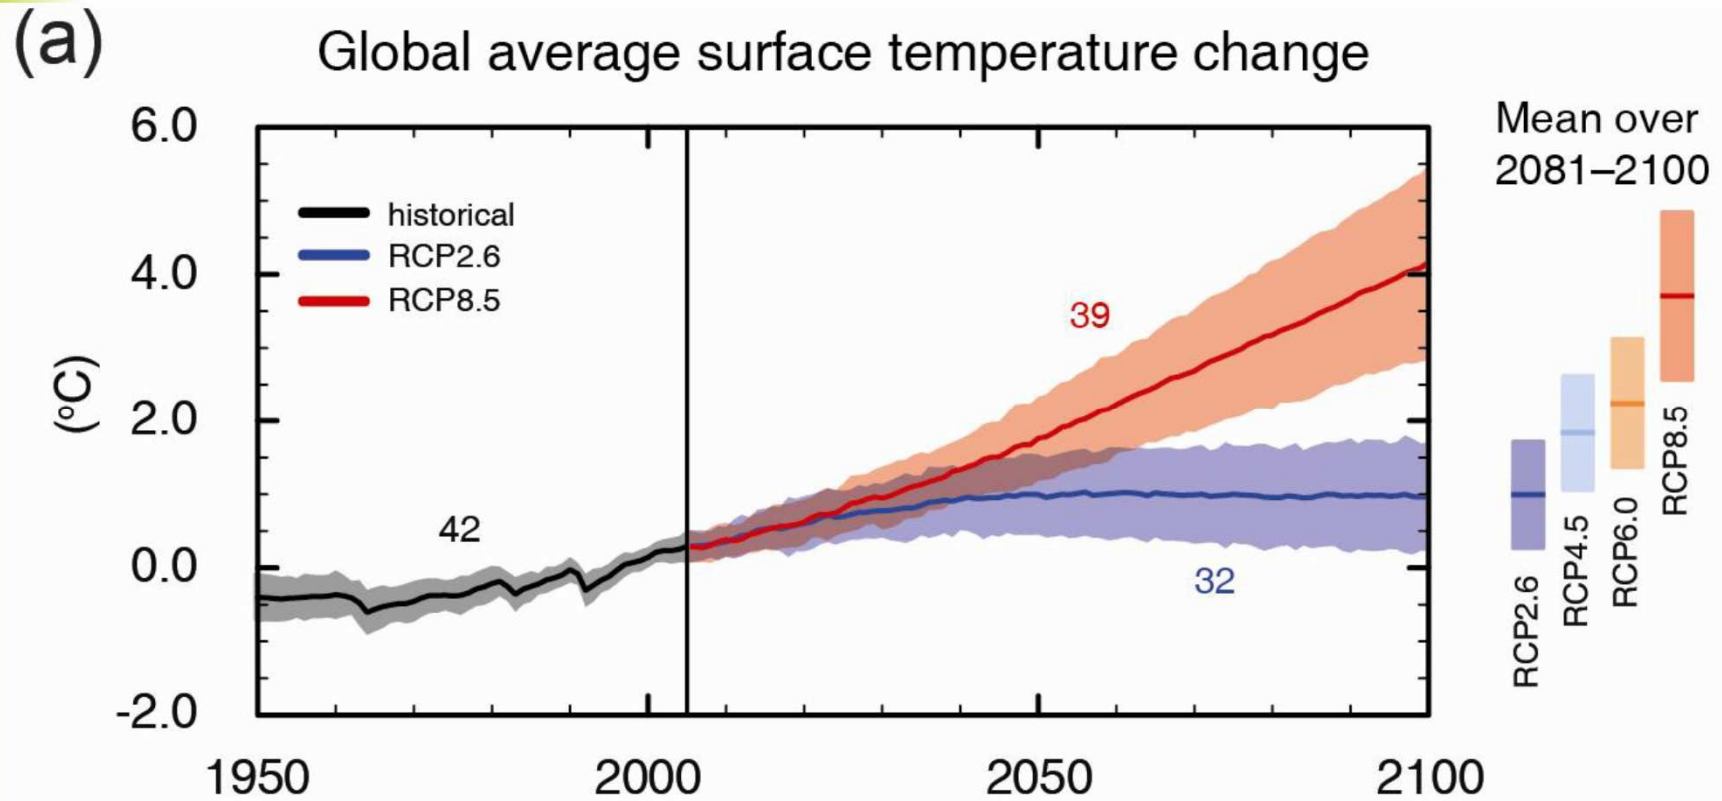 (a)
Global average surface temperature change
Mean over
2081–2100
6.0
4.0
2.0
0.0
-2.0
(°C)
historical
RCP2.6
RCP8.5
42
39
32
1950
2000
2050
2100
RCP2.6
RCP4.5
RCP6.0
RCP8.5